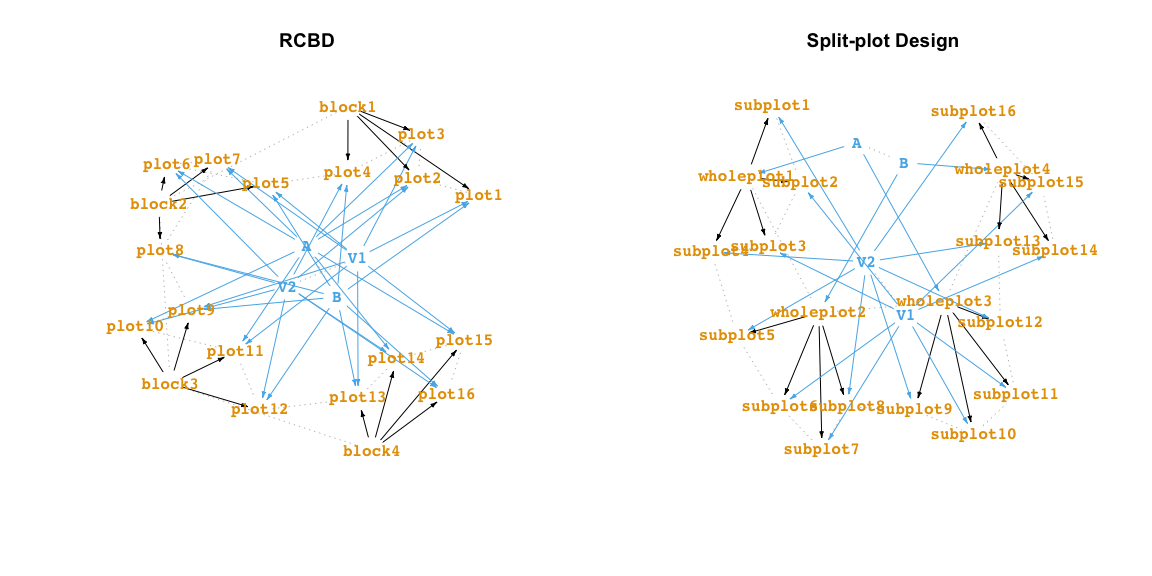 RCBD
block1
plot3
plot6
plot7
plot4
plot2
plot5
plot1
block2
A
plot8
V1
V2
B
plot9
plot10
plot15
plot11
plot14
block3
plot16
plot13
plot12
block4
Split-plot Design
subplot1
subplot16
A
B
wholeplot4
wholeplot1
subplot2
subplot15
subplot13
subplot3
subplot4
subplot14
V2
wholeplot3
wholeplot2
V1
subplot12
subplot5
subplot11
subplot6
subplot8
subplot9
subplot10
subplot7